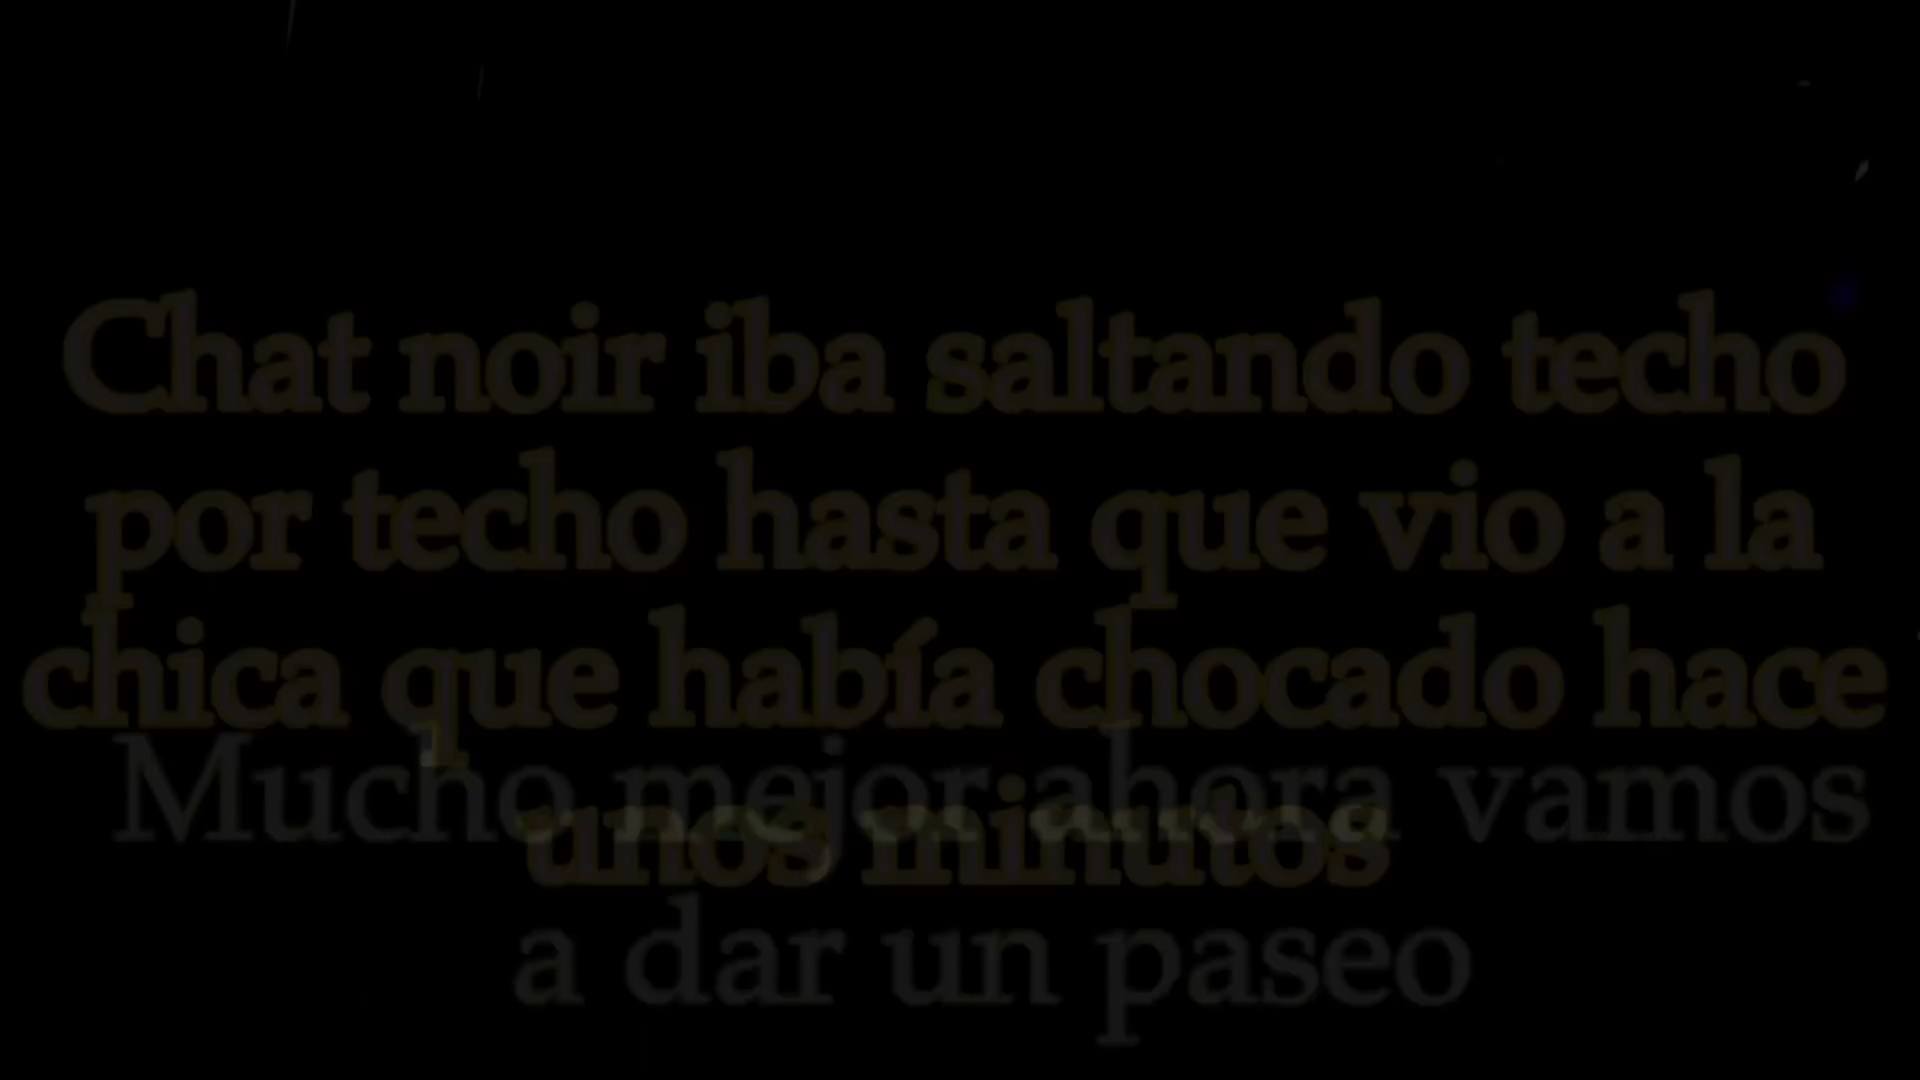 Chat noir iba saltando techo
por techo hasta que vio a la
chica que había chocado hace
unos minutos
Mucho mejor ahora vamos
a dar un paseo